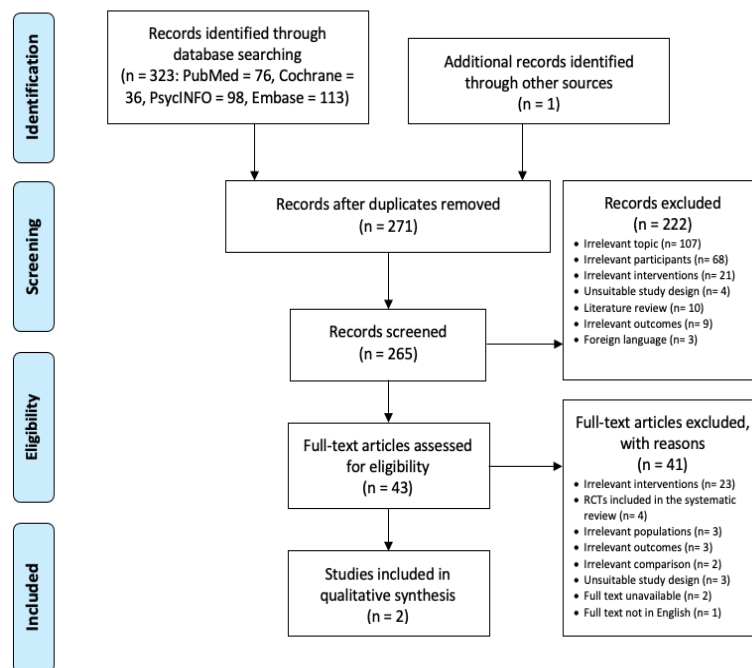 Identification
Records identified through
database searching
(n = 323: PubMed = 76, Cochrane =
36, PsycINFO = 98, Embase = 113)
Additional records identified
through other sources
(n = 1)
Screening
Records after duplicates removed
(n = 271)
Records excluded
(n = 222)
• Irrelevant topic (n= 107)
• Irrelevant participants (n= 68)
• Irrelevant interventions (n= 21)
• Unsuitable study design (n= 4)
• Literature review (n= 10)
• Irrelevant outcomes (n= 9)
• Foreign language (n= 3)
Records screened
(n = 265)
Eligibility
Full-text articles assessed
for eligibility
(n = 43)
Full-text articles excluded,
with reasons
(n = 41)
• Irrelevant interventions (n= 23)
• RCTs included in the systematic
review (n= 4)
• Irrelevant populations (n= 3)
• Irrelevant outcomes (n= 3)
• Irrelevant comparison (n= 2)
• Unsuitable study design (n= 3)
• Full text unavailable (n= 2)
• Full text not in English (n= 1)
Included
Studies included in
qualitative synthesis
(n = 2)